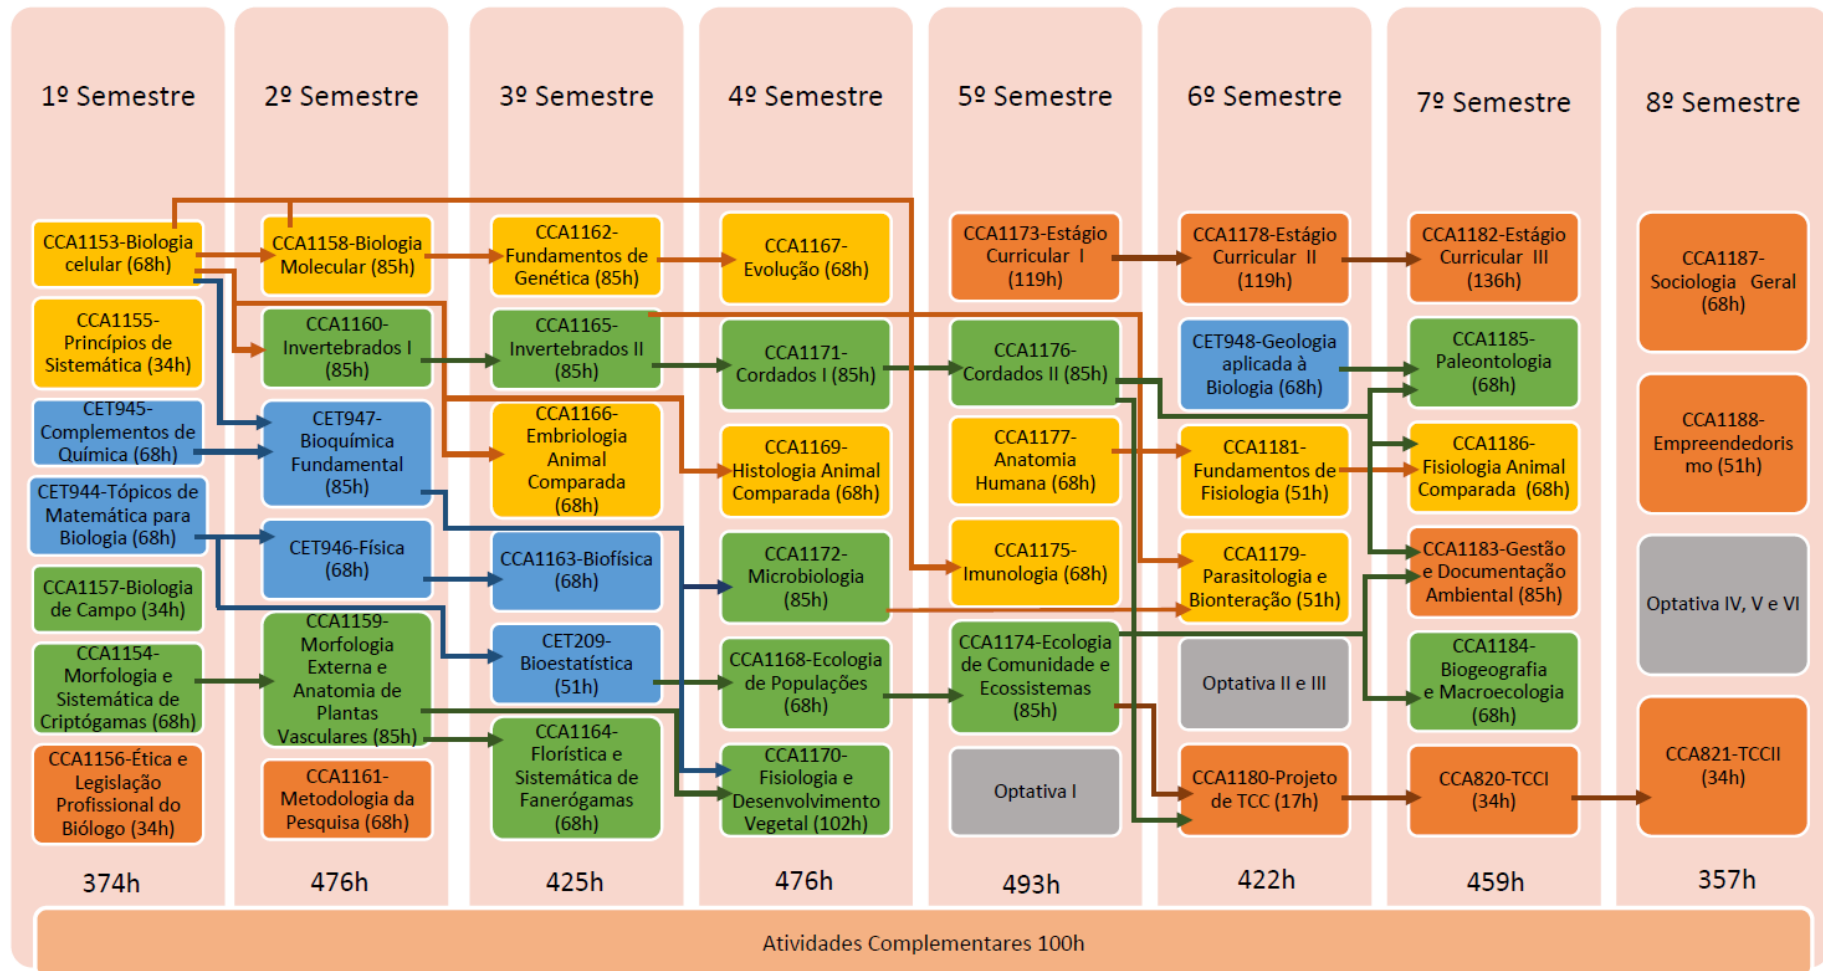 1º Semestre
CCA1153-Biologia
celular (68h)
CCA1155-
Princípios de
Sistemática (34h)
CET945-
Complementos de
Química (68h)
CET944-Tópicos de
Matemática para
Biologia (68h)
CCA1157-Biologia
de Campo (34h)
CCA1154-
Morfologia e
Sistemática de
Criptógamas (68h)
CCA1156-Ética e
Legislação
Profissional do
Biólogo (34h)
374h
2º Semestre
CCA1158-Biologia
Molecular (85h)
CCA1160-
Invertebrados I
(85h)
CET947-
Bioquímica
Fundamental
(85h)
CET946-Física
(68h)
CCA1159-
Morfologia
Externa e
Anatomia de
Plantas
Vasculares (85h)
CCA1161-
Metodologia da
Pesquisa (68h)
476h
3º Semestre
CCA1162-
Fundamentos de
Genética (85h)
CCA1165-
Invertebrados II
(85h)
CCA1166-
Embriologia
Animal
Comparada
(68h)
CCA1163-Biofísica
(68h)
CET209-
Bioestatística
(51h)
CCA1164-
Florística e
Sistemática de
Fanerógamas
(68h)
425h
4º Semestre
CCA1167-
Evolução (68h)
CCA1171-
Cordados I (85h)
CCA1169-
Histologia Animal
Comparada (68h)
CCA1172-
Microbiologia
(85h)
CCA1168-Ecologia
de Populações
(68h)
CCA1170-
Fisiologia e
Desenvolvimento
Vegetal (102h)
476h
5º Semestre
CCA1173-Estágio
Curricular I
(119h)
CCA1176-
Cordados II (85h)
CCA1177-
Anatomia
Humana (68h)
CCA1175-
Imunologia (68h)
CCA1174-Ecologia
de Comunidade e
Ecossistemas
(85h)
Optativa I
493h
6º Semestre
CCA1178-Estágio
Curricular II
(119h)
CET948-Geologia
aplicada à
Biologia (68h)
CCA1181-
Fundamentos de
Fisiologia (51h)
CCA1179-
Parasitologia e
Bionteração (51h)
Optativa II e III
CCA1180-Projeto
de TCC (17h)
422h
7º Semestre
CCA1182-Estágio
Curricular III
(136h)
CCA1185-
Paleontologia
(68h)
CCA1186-
Fisiologia Animal
Comparada (68h)
CCA1183-Gestão
e Documentação
Ambiental (85h)
CCA1184-
Biogeografia
e Macroecologia
(68h)
CCA820-TCCI
(34h)
459h
8º Semestre
CCA1187-
Sociologia Geral
(68h)
CCA1188-
Empreendedoris
mo (51h)
Optativa IV, V e VI
CCA821-TCCII
(34h)
357h
Atividades Complementares 100h